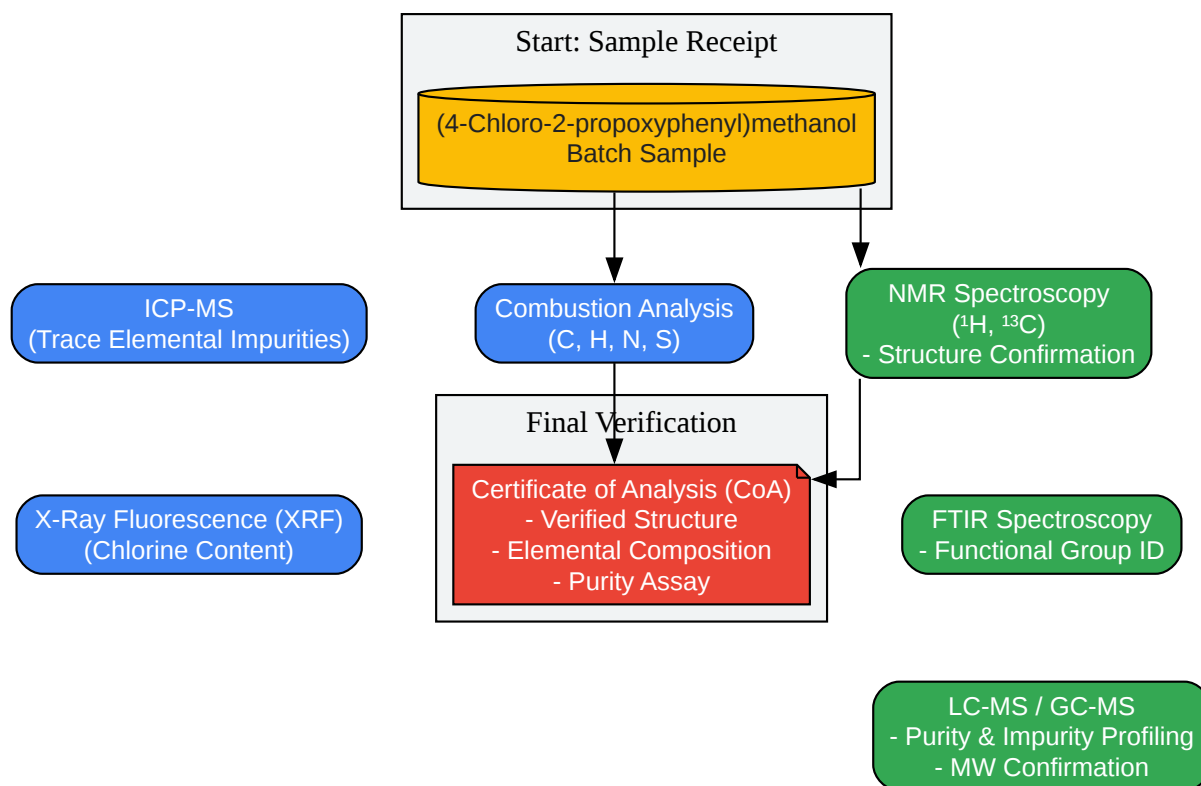 Start: Sample Receipt
(4-Chloro-2-propoxyphenyl)methanol
Batch Sample
ICP-MS
(Trace Elemental Impurities)
Combustion Analysis
(C, H, N, S)
NMR Spectroscopy
(¹H, ¹³C)
- Structure Confirmation
Final Verification
Certificate of Analysis (CoA)
- Verified Structure
- Elemental Composition
- Purity Assay
X-Ray Fluorescence (XRF)
(Chlorine Content)
FTIR Spectroscopy
- Functional Group ID
LC-MS / GC-MS
- Purity & Impurity Profiling
- MW Confirmation